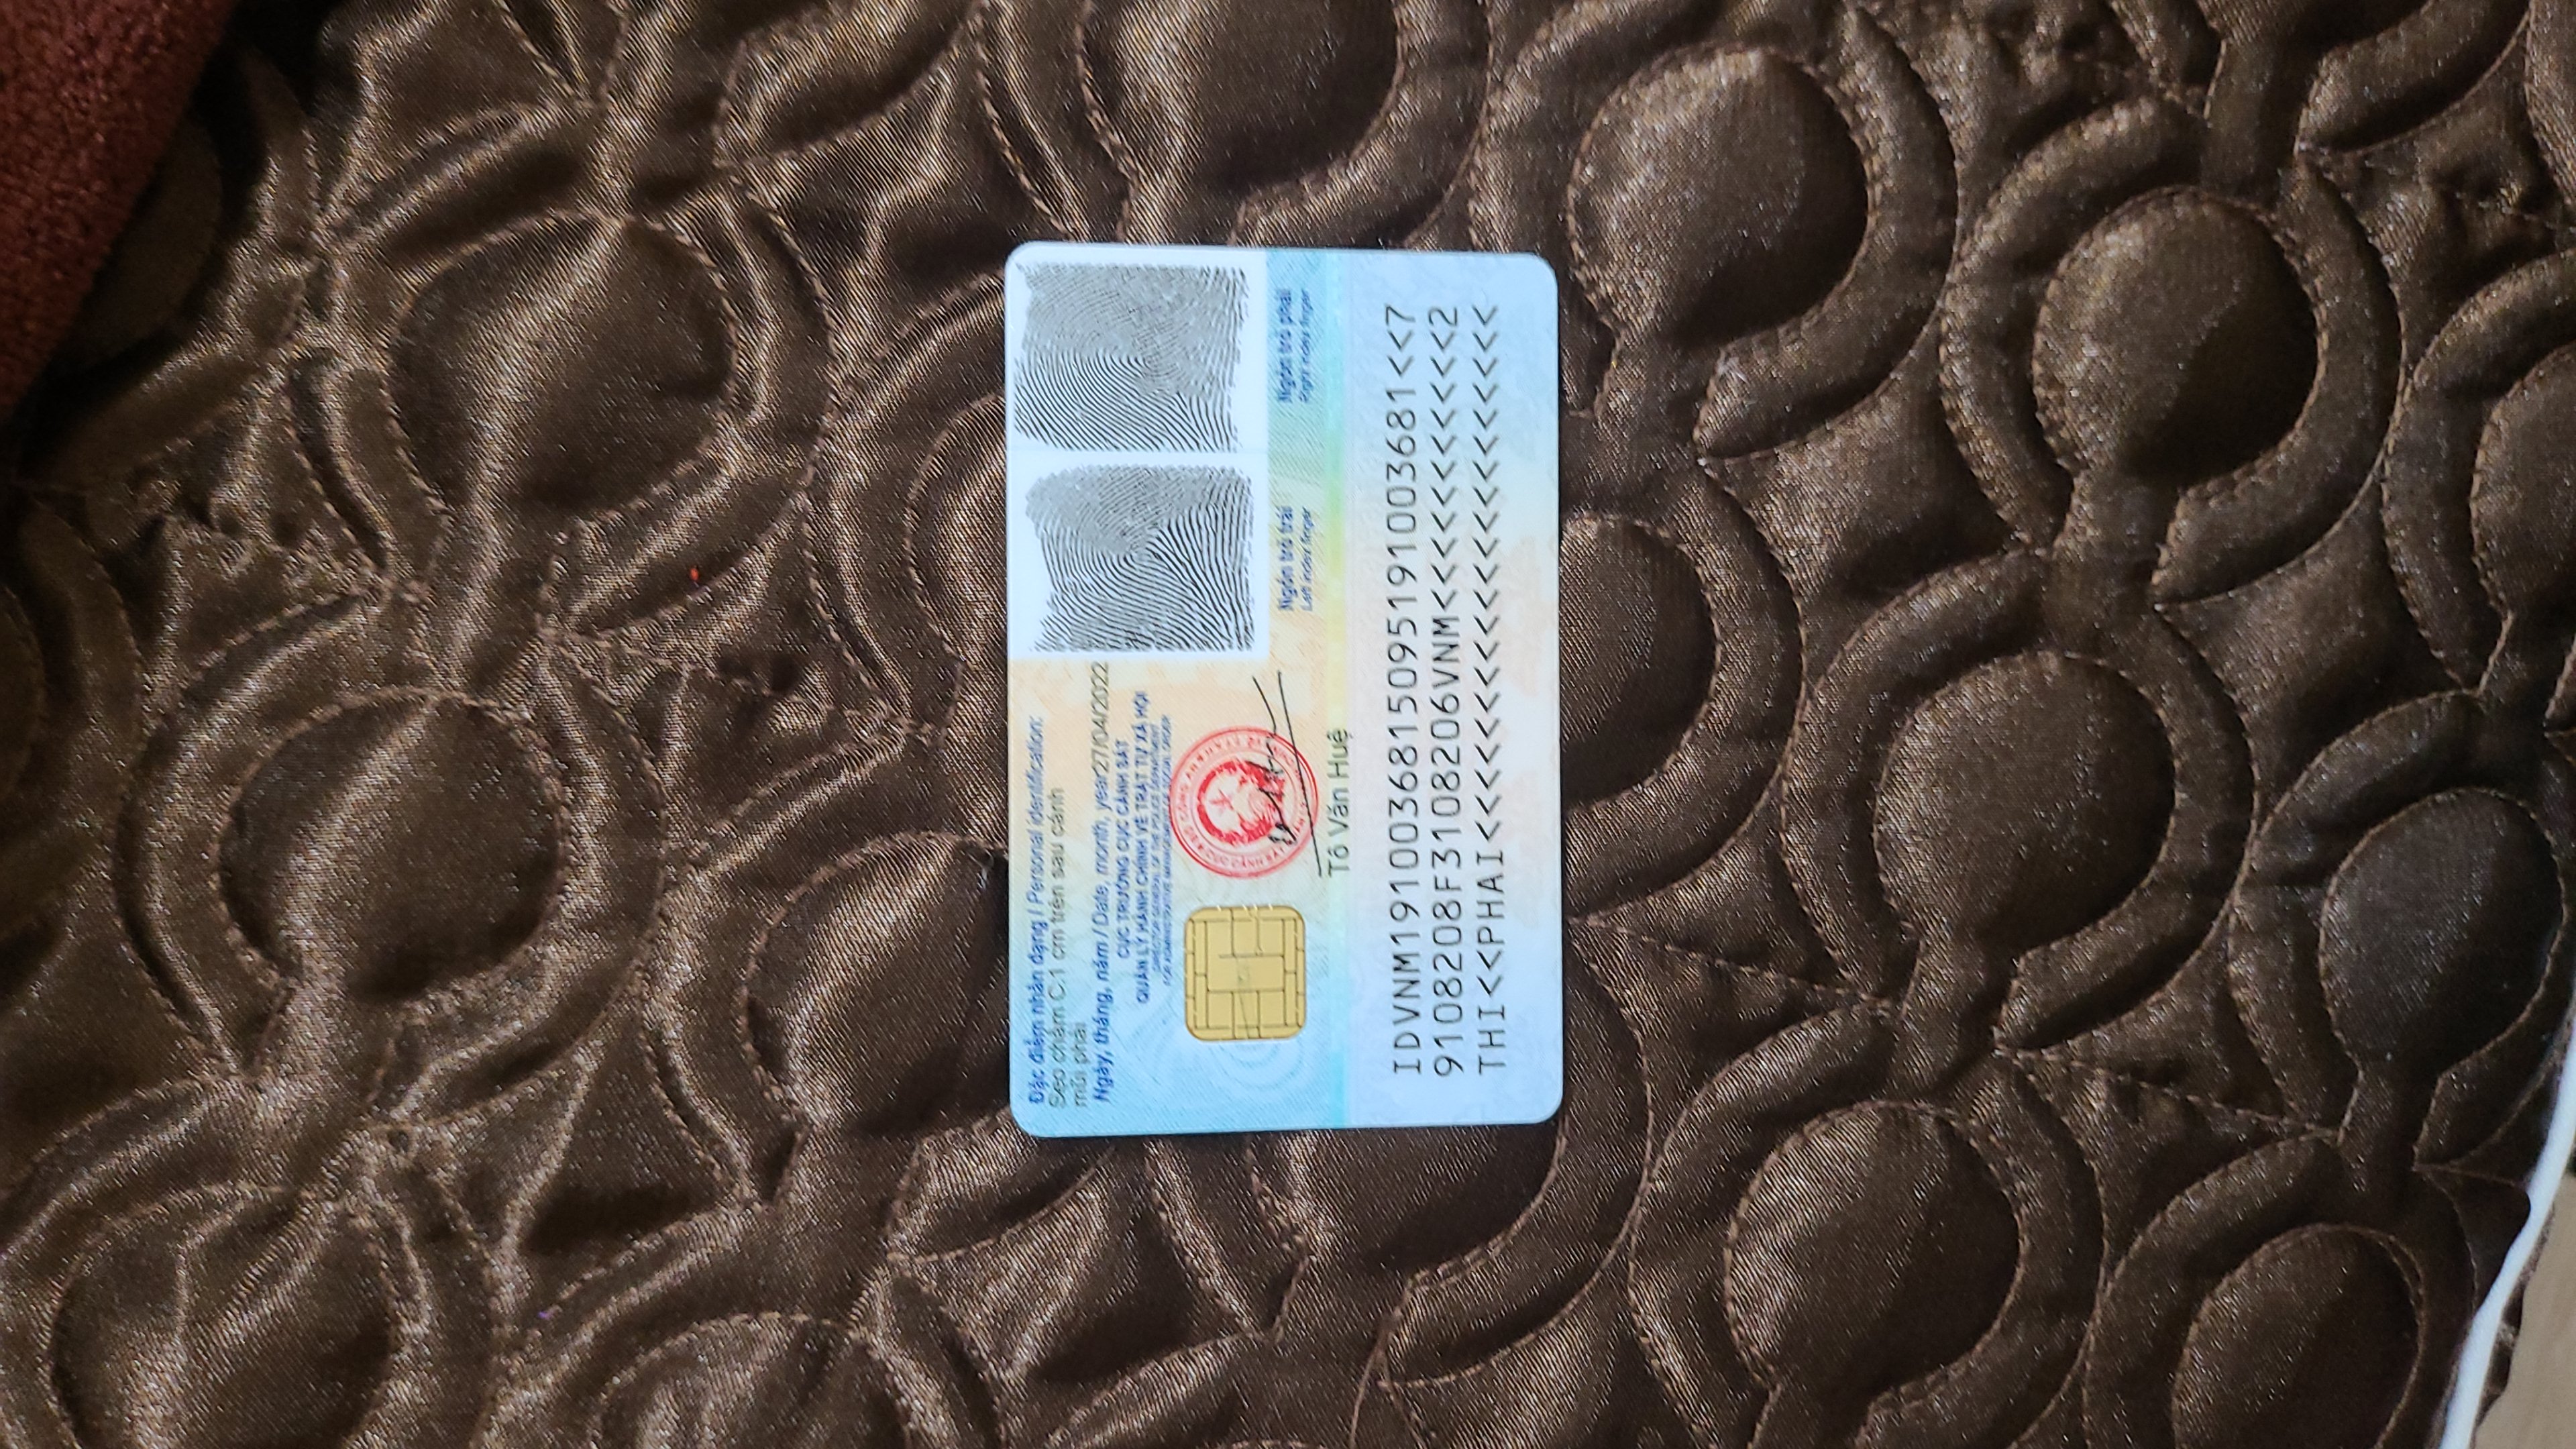 Đặc điểm nhân dạng / Personal identification:
Sẹo chấm C.1 cm trên sau cánh
mũi phải
Ngày, tháng, năm / Date, month, year27/04/2022
CỤC TRƯỞNG CỤC CẢNH SÁT
QUẢN LÝ HÀNH CHÍNH VỀ TRẬT TỰ XÃ HỘI
DIRECTOR GENERAL OF THE POLICE DEPARTMENT
FOR ADMINISTRATIVE MANAGEMENT OF SOCIAL ORDER
Tô Văn Huệ
Ngón trỏ trái
Left index finger
Ngón trỏ phải
Right index finger
IDVNM1910036815095191003681<<7
9108208F3108206VNM<<<<<<<<<<<2
THI<<PHAI<<<<<<<<<<<<<<<<<<<<<